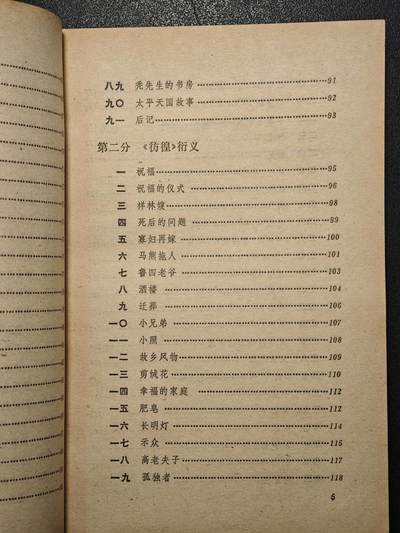 八九 秃先生的书房 91
九〇 太平天国故事 92
九一 后记 93
第二分 《彷徨》衍义
一 祝福 95
二 祝福的仪式 96
三 祥林嫂 98
四 死后的问题 99
五 寡妇再嫁 100
六 马熊拖人 101
七 鲁四老爷 103
八 酒楼 104
九 迁葬 106
一〇 小兄弟 107
一一 小照 108
一二 故乡风物 109
一三 剪绒花 110
一四 幸福的家庭 112
一五 肥皂 112
一六 长明灯 114
一七 示众 115
一八 高老夫子 117
一九 孤独者 118
5